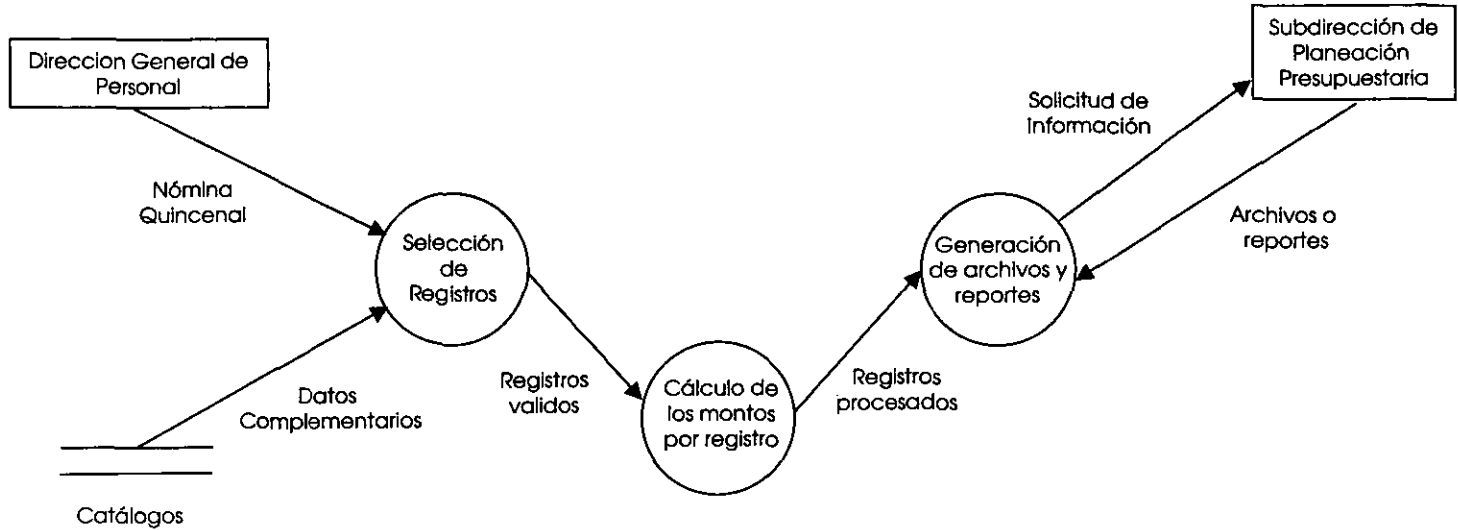 Direccion General de
Personal
Subdirección de
Planeación
Presupuestaria
Solicitud de
información
Nómina
Quincenal
Archivos o
reportes
Selección
de
Registros
Generación
de archivos y
reportes
Datos
Complementarios
Registros
validos
Cálculo de
los montos
por registro
Registros
procesados
Catálogos